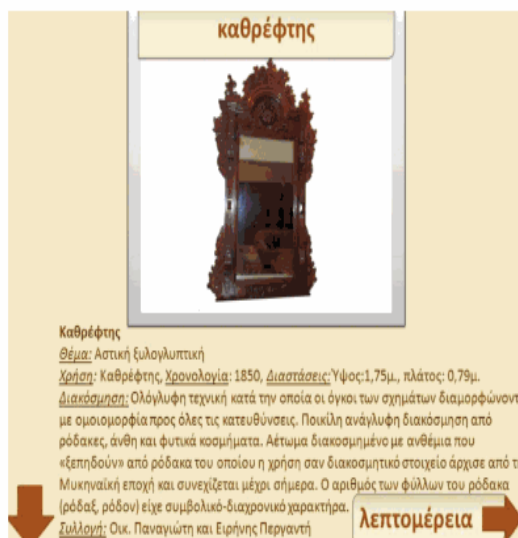 καθρέφτης
Καθρέφτης
Θέμα: Αστική ξυλογλυπτική
Χρήση: Καθρέφτης, Χρονολογία: 1850, Διαστάσεις: Ύψος:1,75μ., πλάτος: 0,79μ.
Διακόσμηση: Ολόγλυφη τεχνική κατά την οποία οι όγκοι των σχημάτων διαμορφώνοντ
με ομοιομορφία προς όλες τις κατευθύνσεις. Ποικίλη ανάγλυφη διακόσμηση από
ρόδακες, άνθη και φυτικά κοσμήματα. Αέτωμα διακοσμημένο με ανθέμια που
«ξεπηδούν» από ρόδακα του οποίου η χρήση σαν διακοσμητικό στοιχείο άρχισε από τ
Μυκηναϊκή εποχή και συνεχίζεται μέχρι σήμερα. Ο αριθμός των φύλλων του ρόδακα
(ρόδαξ, ρόδον) είχε συμβολικό-διαχρονικό χαρακτήρα.
Συλλογή: Οικ. Παναγιώτη και Ειρήνης Περγαντή
λεπτομέρεια